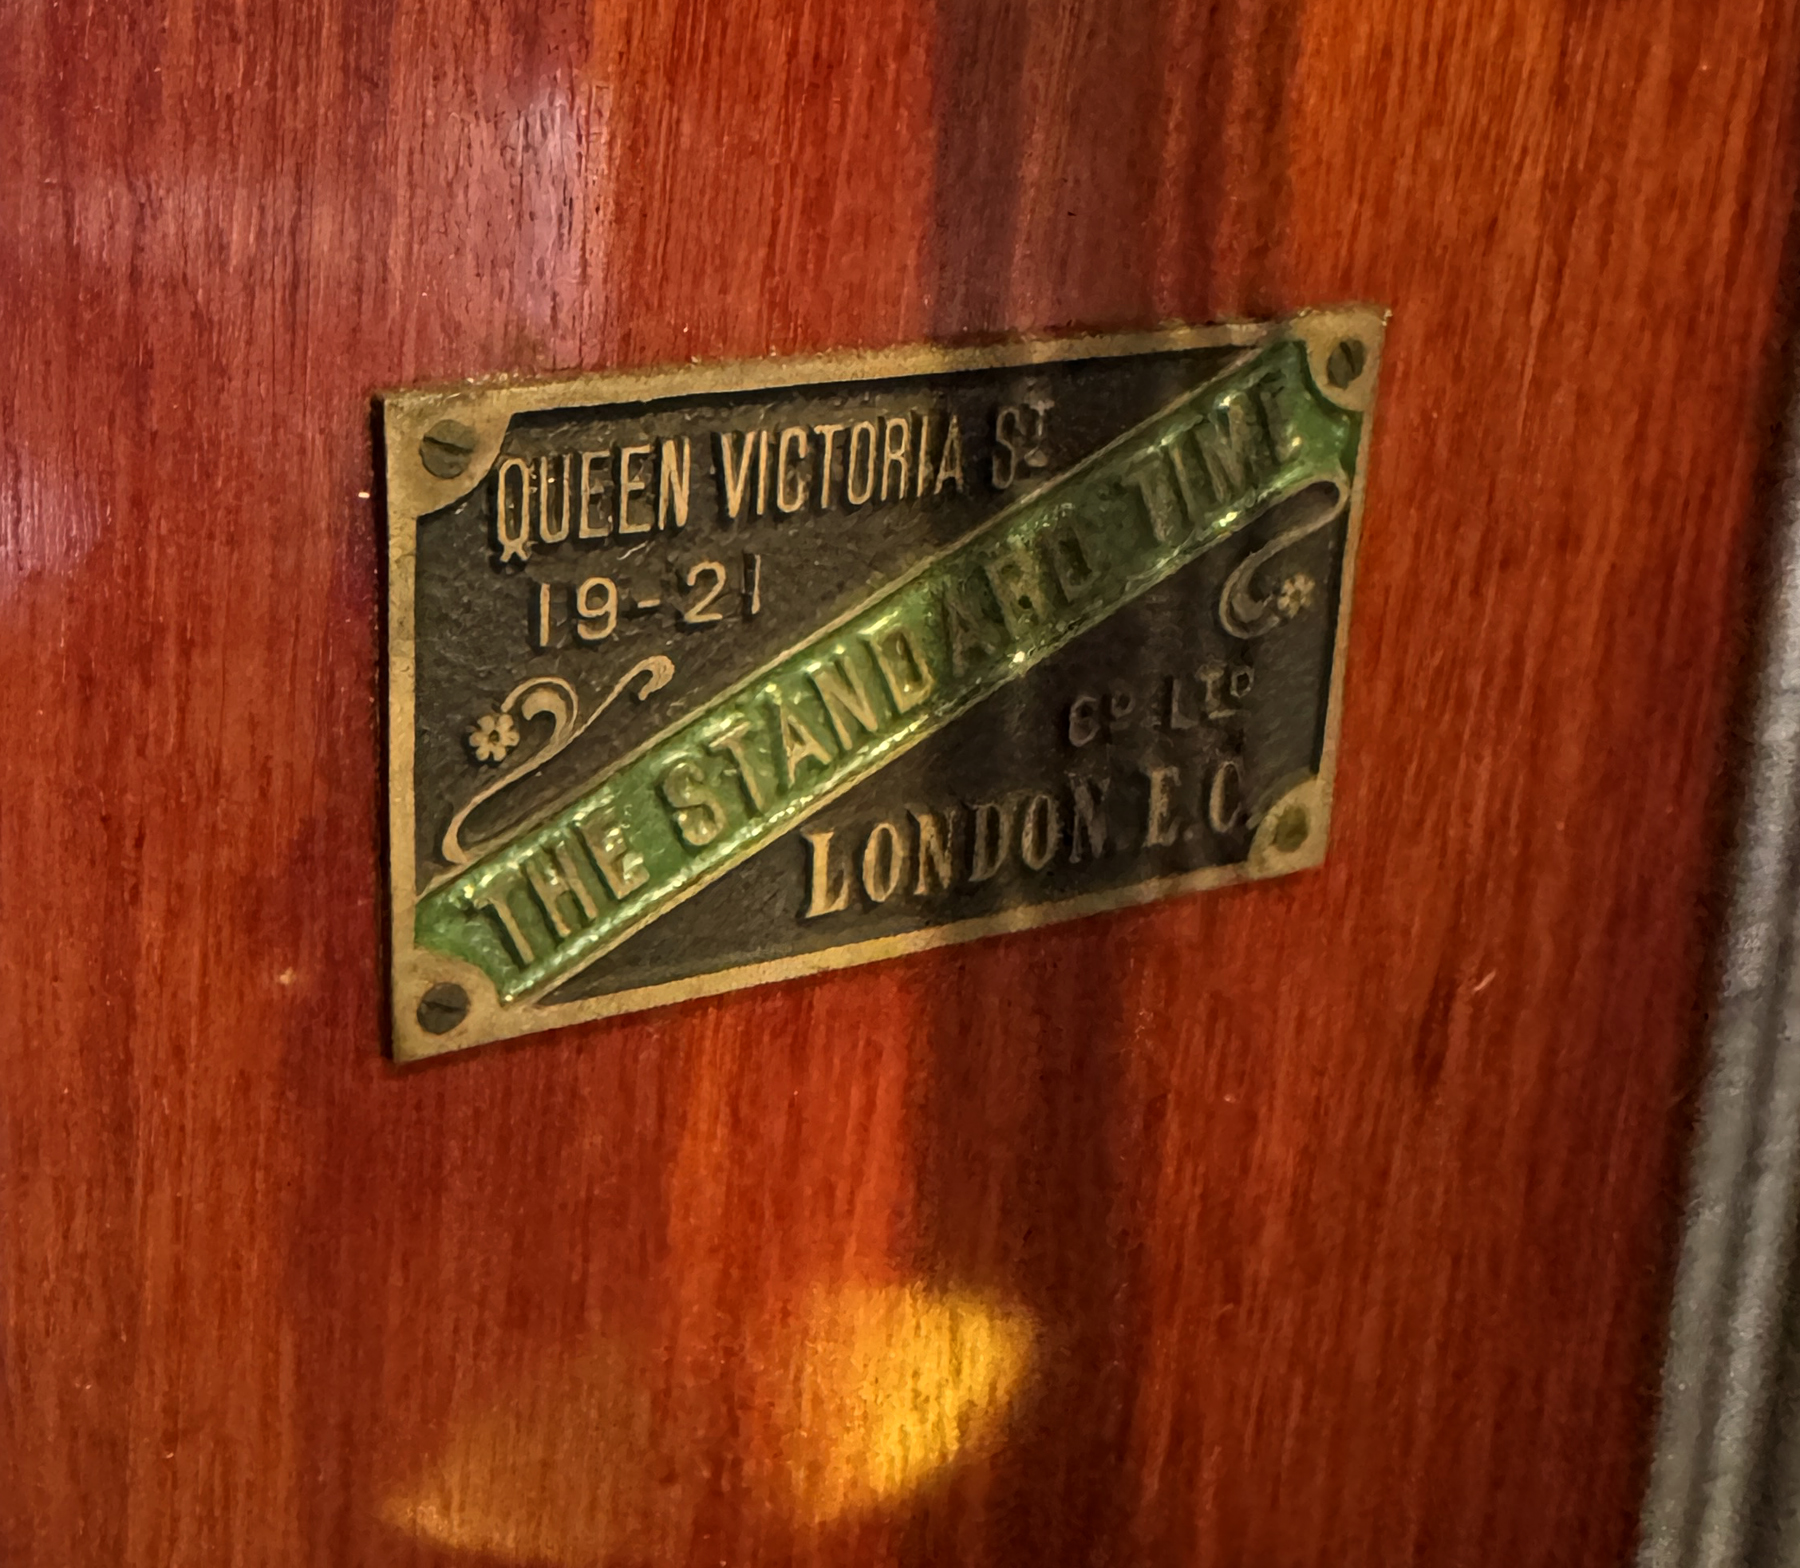 QUEEN VICTORIA ST
19-21
THE STANDARD TIME
CO LTD
LONDON. E.C.